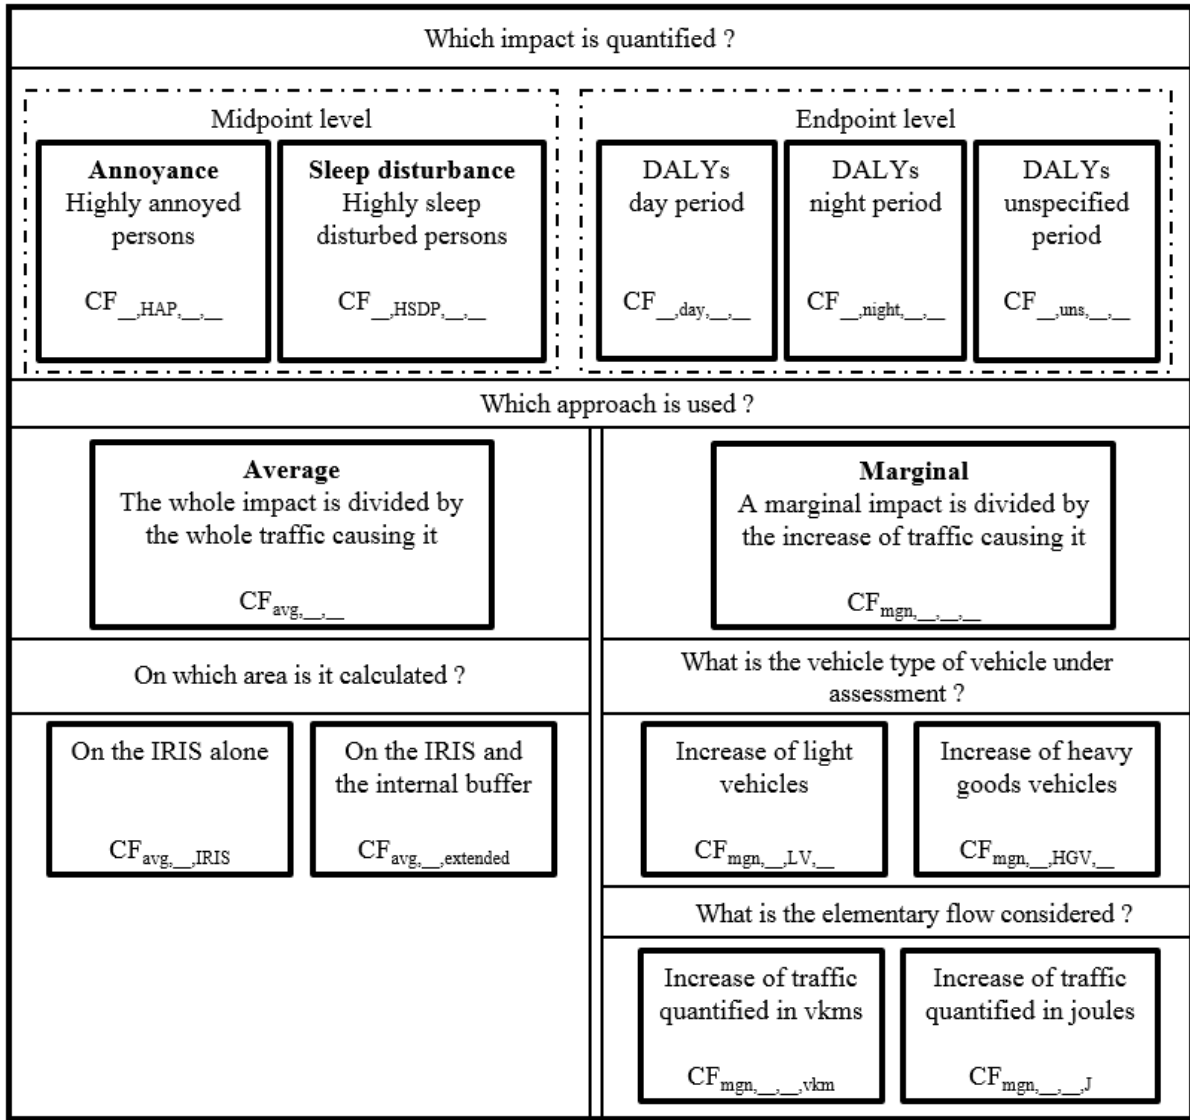 Which impact is quantified ?
Midpoint level
Annoyance
Highly annoyed
persons
CF__,HAP,__,__
Sleep disturbance
Highly sleep
disturbed persons
CF__,HSDP,__,__
Endpoint level
DALYs
day period
CF__,day,__,__
DALYs
night period
CF__,night,__,__
DALYs
unspecified
period
CF__,uns,__,__
Which approach is used ?
Average
The whole impact is divided by
the whole traffic causing it
CFavg,__,__
On which area is it calculated ?
On the IRIS alone
CFavg,__,IRIS
On the IRIS and
the internal buffer
CFavg,__,extended
Marginal
A marginal impact is divided by
the increase of traffic causing it
CFmgn,__,__,__
What is the vehicle type of vehicle under
assessment ?
Increase of light
vehicles
CFmgn,__,LV,__
Increase of heavy
goods vehicles
CFmgn,__,HGV,__
What is the elementary flow considered ?
Increase of traffic
quantified in vkms
CFmgn,__,__,vkm
Increase of traffic
quantified in joules
CFmgn,__,__,J